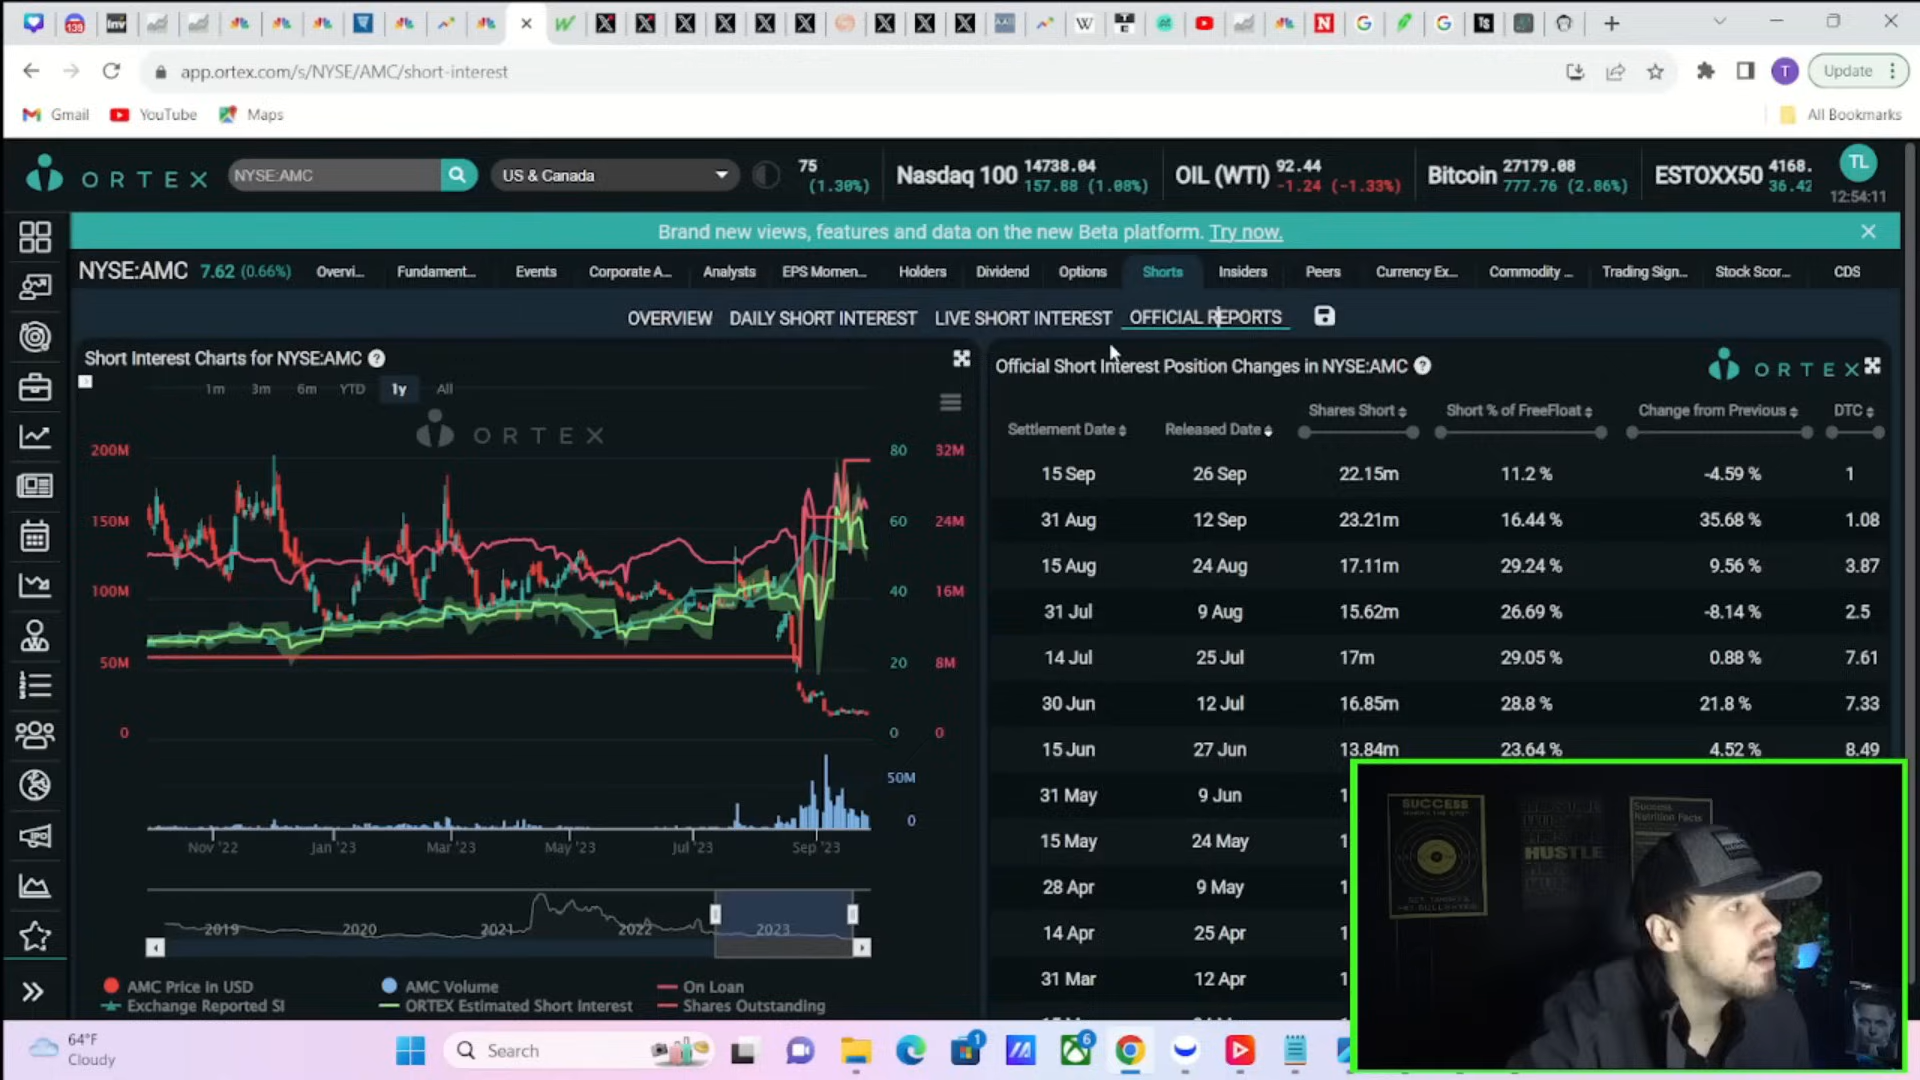 139
Inv
app.ortex.com/s/NYSE/AMC/short-interest
T
Update
Gmail
YouTube
Maps
All Bookmarks
ORTEX
NYSE:AMC
US & Canada
75
(1.30%)
Nasdaq 100
14738.04
157.88 (1.08%)
OIL (WTI)
92.44
-1.24 (-1.33%)
Bitcoin
27179.08
777.76 (2.86%)
ESTOXX50
4168.
36.42
TL
12:54:11
Brand new views, features and data on the new Beta platform. Try now.
NYSE:AMC 7.62 (0.66%)
Overvi...
Fundament...
Events
Corporate A...
Analysts
EPS Momen...
Holders
Dividend
Options
Shorts
Insiders
Peers
Currency Ex...
Commodity ...
Trading Sign...
Stock Scor...
CDS
OVERVIEW
DAILY SHORT INTEREST
LIVE SHORT INTEREST
OFFICIAL REPORTS
Short Interest Charts for NYSE:AMC
1m 3m 6m YTD 1y All
ORTEX
200M 80 32M
150M 60 24M
100M 40 16M
50M 20 8M
0 0 0
50M
0
Nov '22 Jan '23 Mar '23 May '23 Jul '23 Sep '23
2019 2020 2021 2022 2023
AMC Price in USD
AMC Volume
On Loan
Exchange Reported SI
ORTEX Estimated Short Interest
Shares Outstanding
Official Short Interest Position Changes in NYSE:AMC
ORTEX
Settlement Date
Released Date
Shares Short
Short % of FreeFloat
Change from Previous
DTC
15 Sep 26 Sep 22.15m 11.2 % -4.59 % 1
31 Aug 12 Sep 23.21m 16.44 % 35.68 % 1.08
15 Aug 24 Aug 17.11m 29.24 % 9.56 % 3.87
31 Jul 9 Aug 15.62m 26.69 % -8.14 % 2.5
14 Jul 25 Jul 17m 29.05 % 0.88 % 7.61
30 Jun 12 Jul 16.85m 28.8 % 21.8 % 7.33
15 Jun 27 Jun 13.84m 23.64 % 4.52 % 8.49
31 May 9 Jun 1
15 May 24 May 1
28 Apr 9 May 1
14 Apr 25 Apr 1
31 Mar 12 Apr 1
SUCCESS
HUSTLE
Success
Nutrition Facts
64°F
Cloudy
Search
1
6